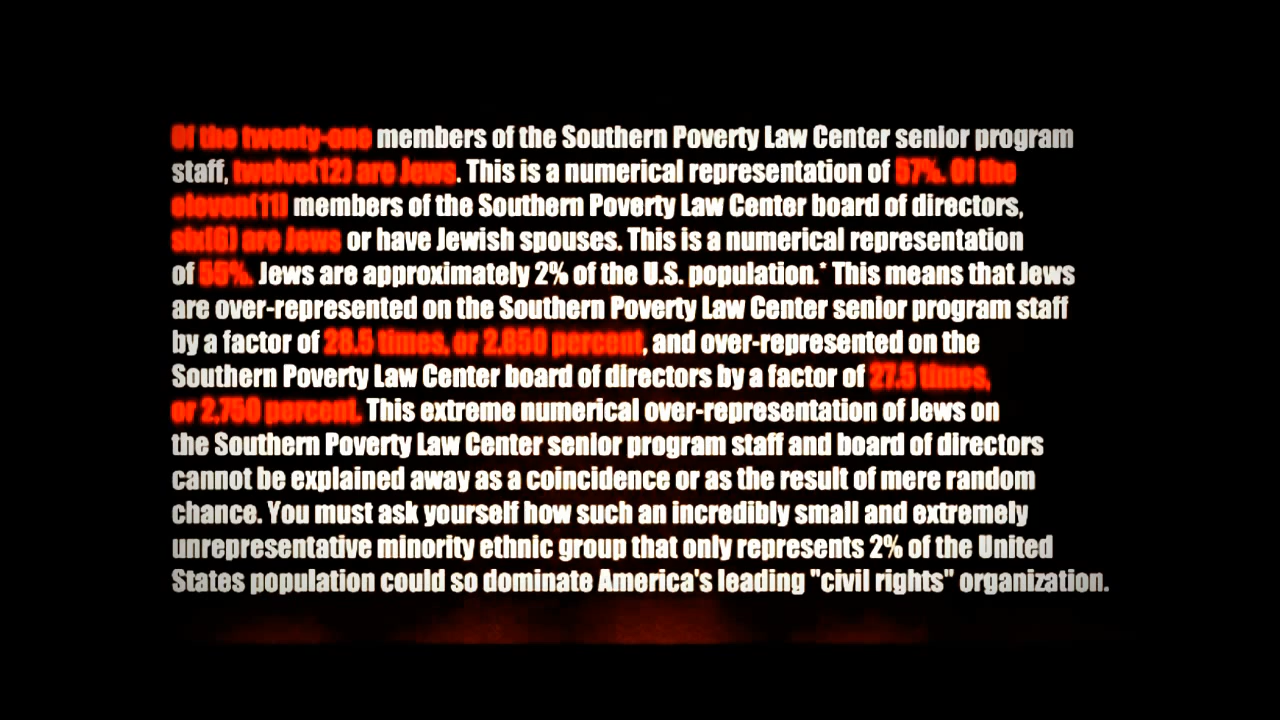 Of the twenty-one members of the Southern Poverty Law Center senior program
staff, twelve(12) are Jews. This is a numerical representation of 57%. Of the
eleven(11) members of the Southern Poverty Law Center board of directors,
six(6) are Jews or have Jewish spouses. This is a numerical representation
of 55%. Jews are approximately 2% of the U.S. population.* This means that Jews
are over-represented on the Southern Poverty Law Center senior program staff
by a factor of 28.5 times, or 2,850 percent, and over-represented on the
Southern Poverty Law Center board of directors by a factor of 27.5 times,
or 2,750 percent. This extreme numerical over-representation of Jews on
the Southern Poverty Law Center senior program staff and board of directors
cannot be explained away as a coincidence or as the result of mere random
chance. You must ask yourself how such an incredibly small and extremely
unrepresentative minority ethnic group that only represents 2% of the United
States population could so dominate America's leading "civil rights" organization.